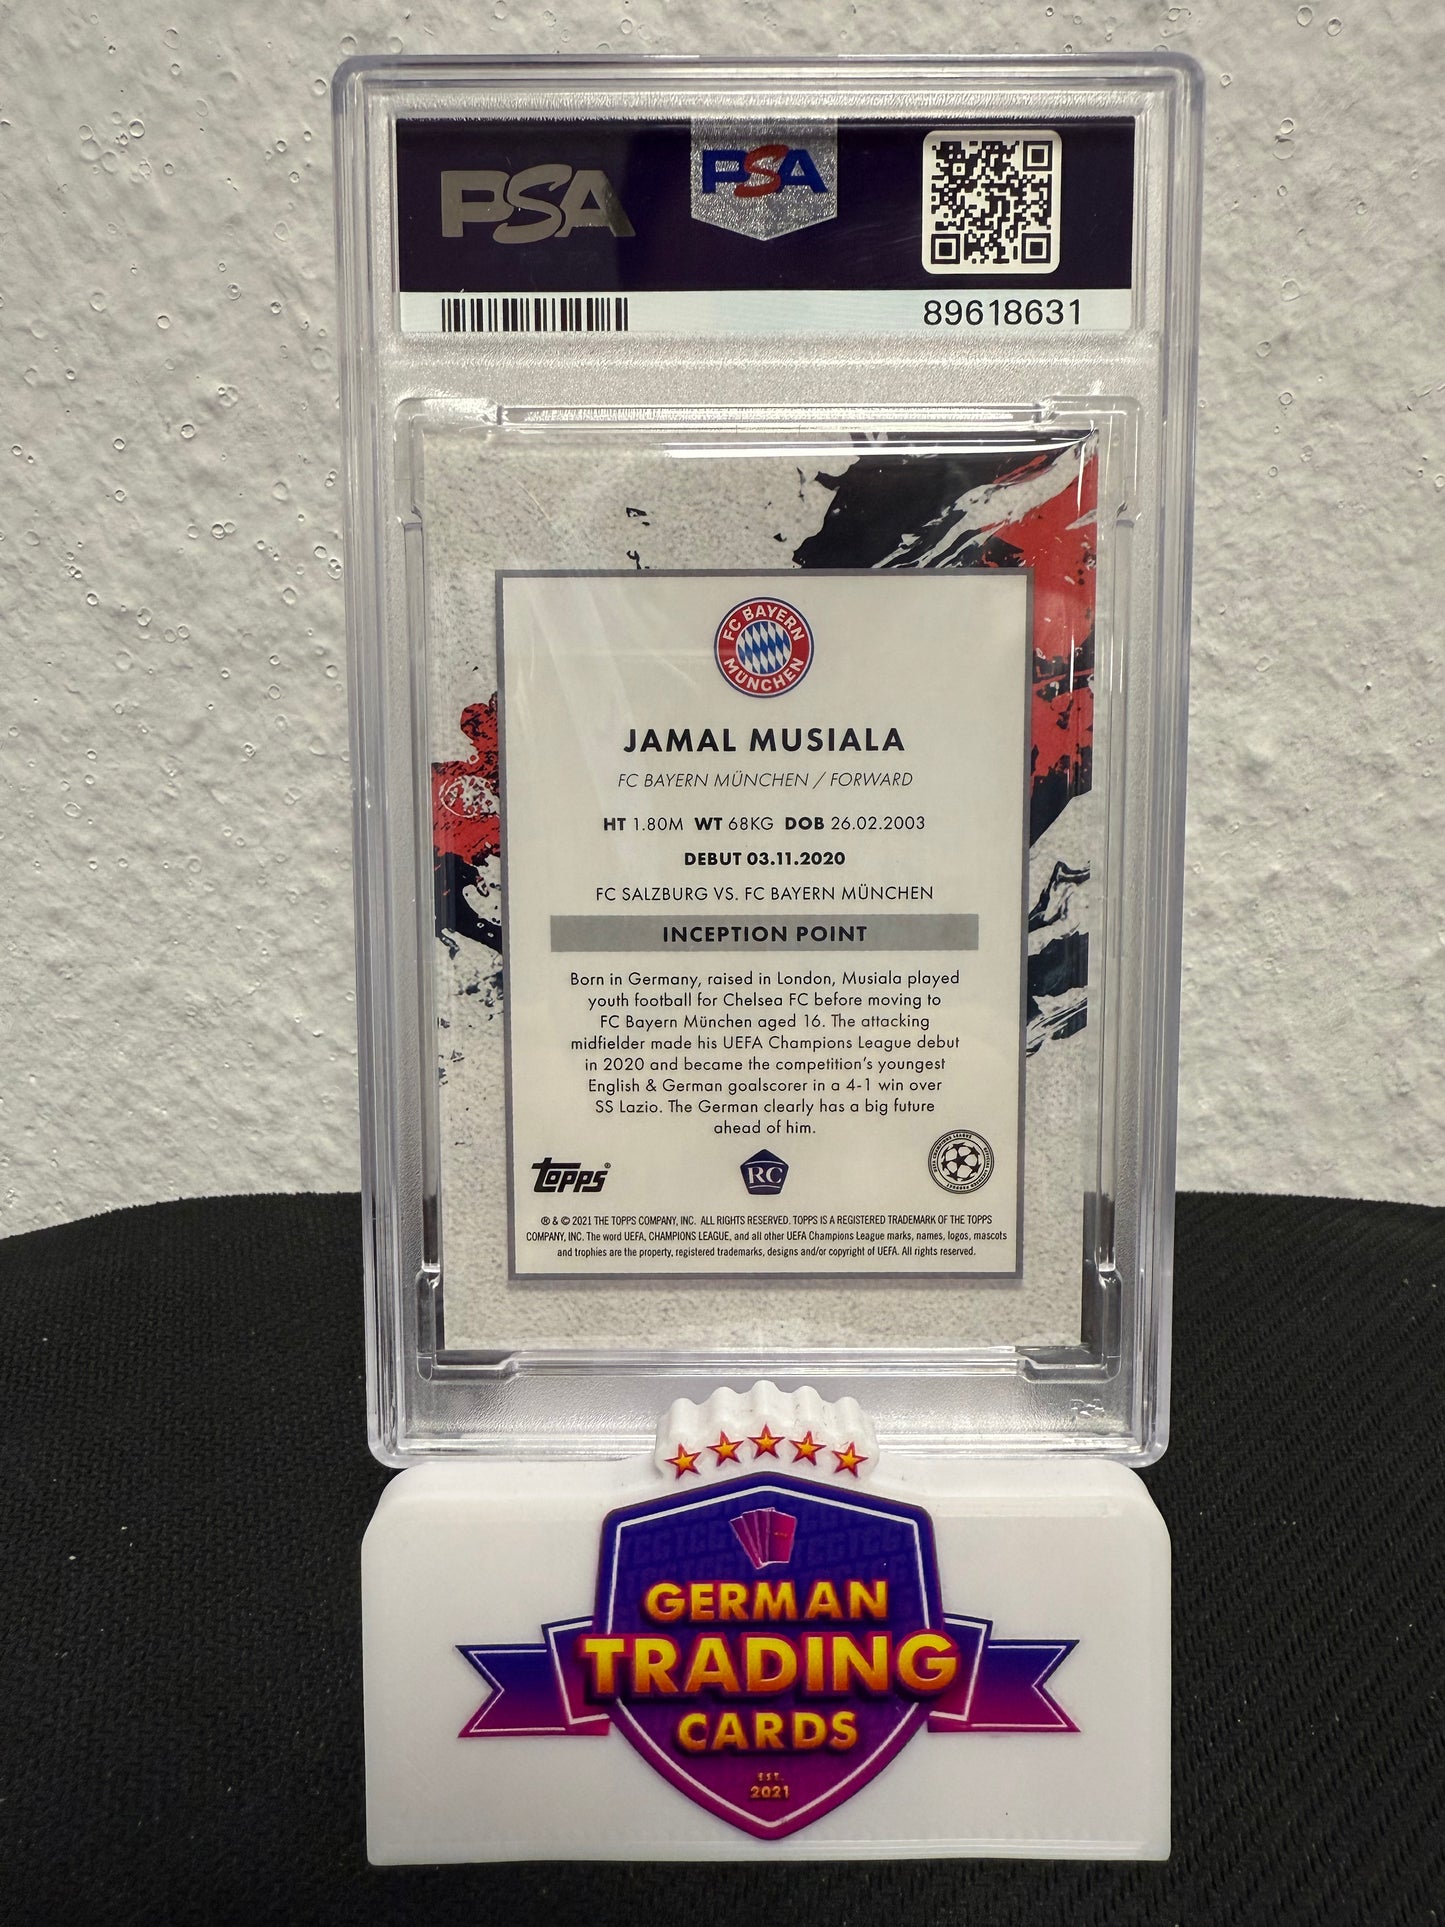 PSA
PSA
89618631
FC BAYERN
MÜNCHEN
JAMAL MUSIALA
FC BAYERN MÜNCHEN / FORWARD
HT 1.80M WT 68KG DOB 26.02.2003
DEBUT 03.11.2020
FC SALZBURG VS. FC BAYERN MÜNCHEN
INCEPTION POINT
Born in Germany, raised in London, Musiala played
youth football for Chelsea FC before moving to
FC Bayern München aged 16. The attacking
midfielder made his UEFA Champions League debut
in 2020 and became the competition's youngest
English & German goalscorer in a 4-1 win over
SS Lazio. The German clearly has a big future
ahead of him.
Topps®
RC
® & © 2021 THE TOPPS COMPANY, INC. ALL RIGHTS RESERVED. TOPPS IS A REGISTERED TRADEMARK OF THE TOPPS
COMPANY, INC. The word UEFA, CHAMPIONS LEAGUE, and all other UEFA Champions League marks, names, logos, mascots
and trophies are the property, registered trademarks, designs and/or copyright of UEFA. All rights reserved.
GERMAN
TRADING
CARDS
EST.
2021